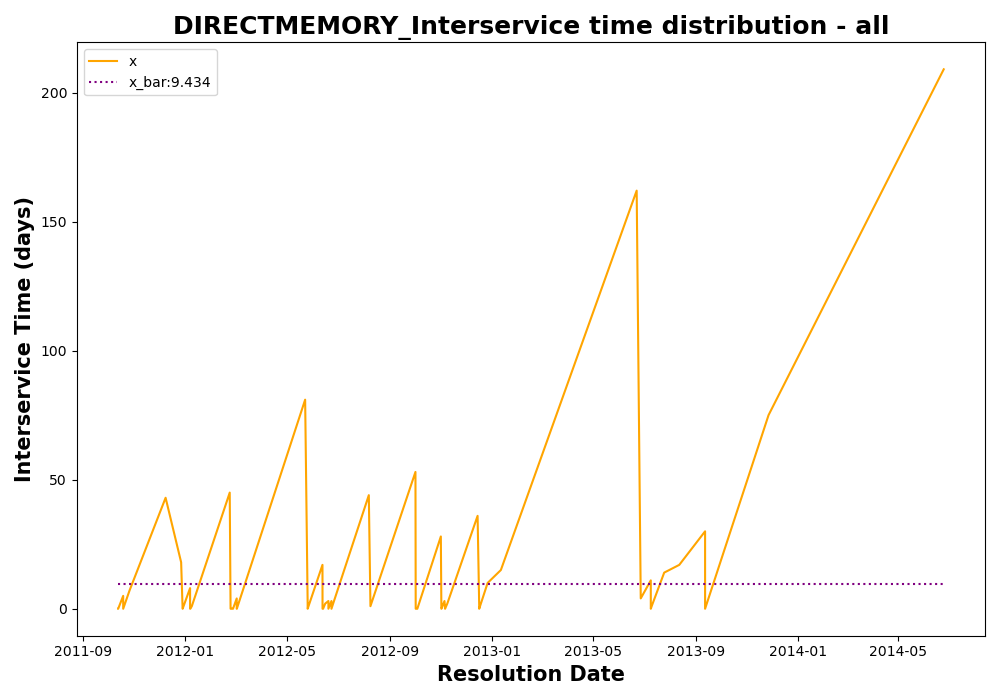 DIRECTMEMORY_Interservice time distribution - all
x
x_bar:9.434
Interservice Time (days)
200
150
100
50
0
2011-09 2012-01 2012-05 2012-09 2013-01 2013-05 2013-09 2014-01 2014-05
Resolution Date